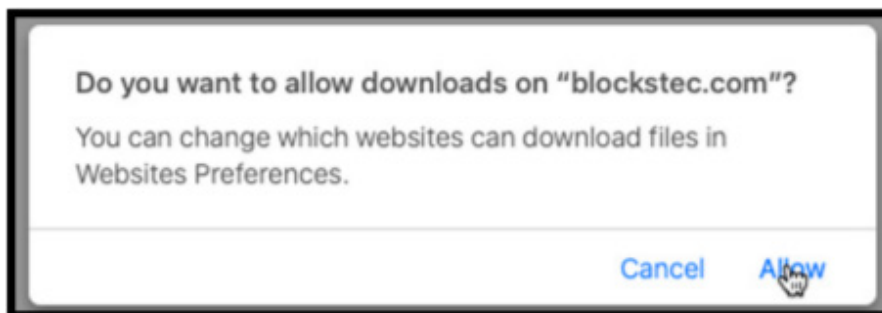 Do you want to allow downloads on “blockstec.com”?
You can change which websites can download files in
Websites Preferences.
Cancel Allow